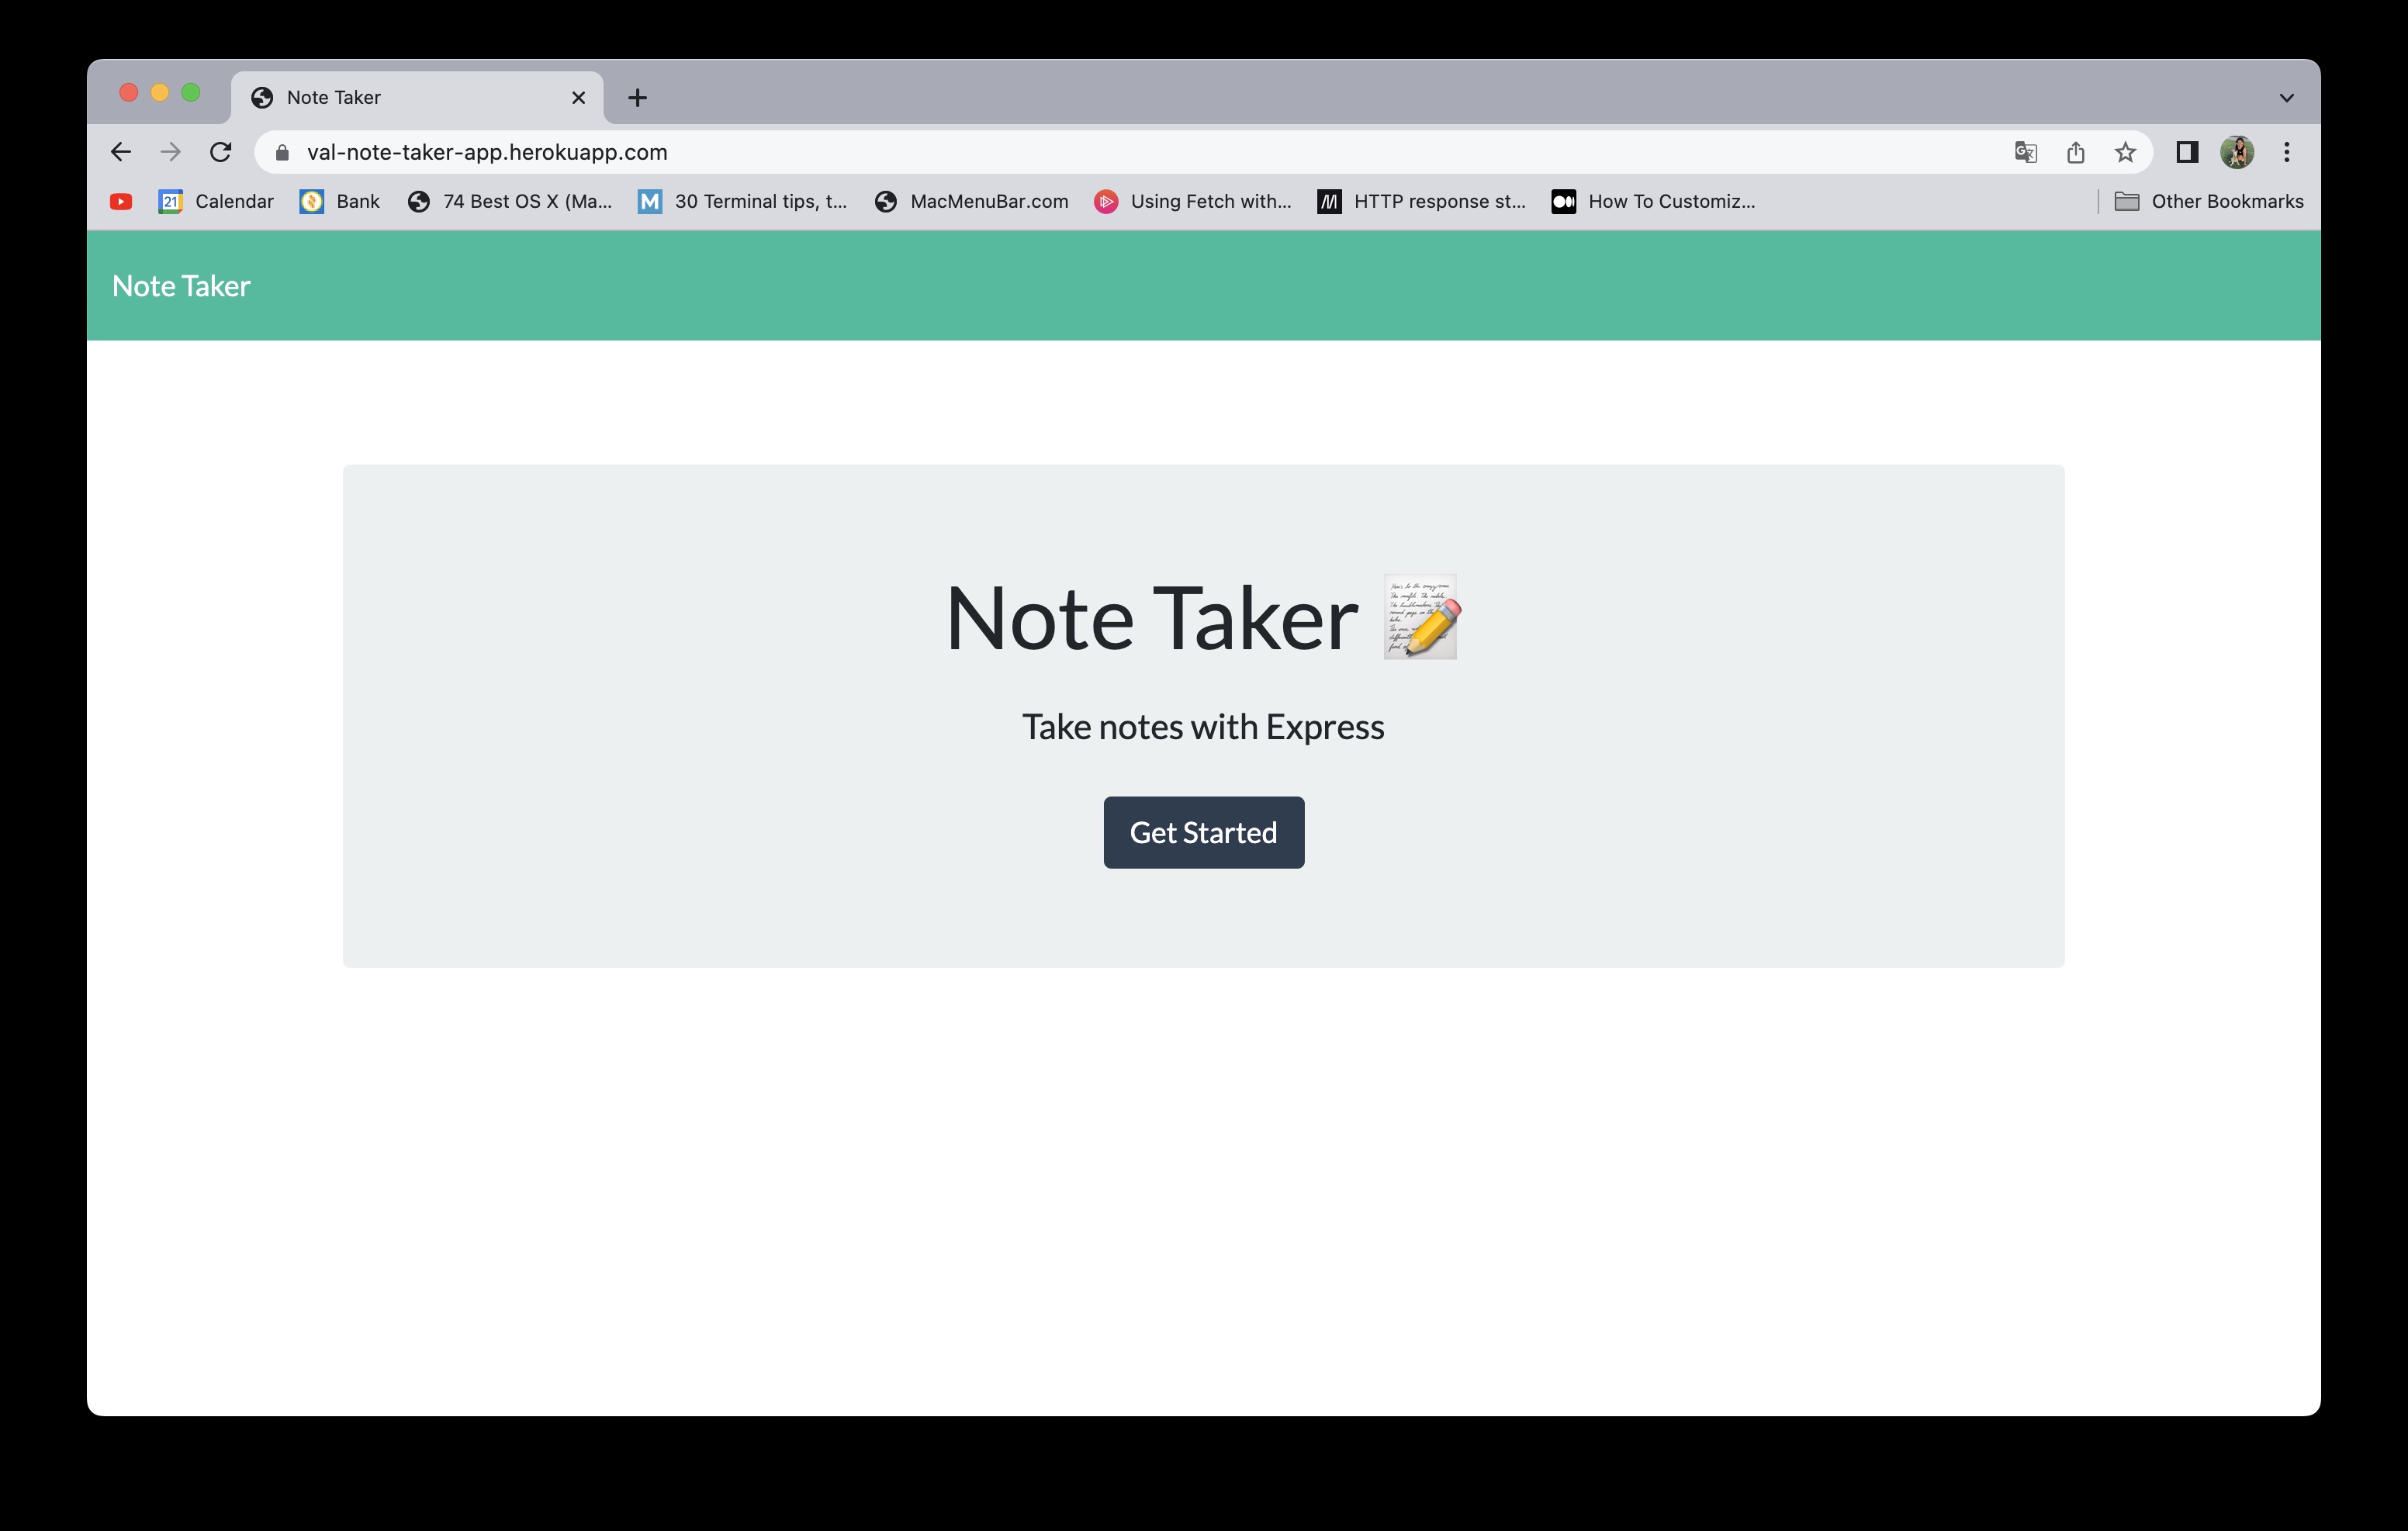 Note Taker
val-note-taker-app.herokuapp.com
21 Calendar Bank 74 Best OS X (Ma... M 30 Terminal tips, t... MacMenuBar.com Using Fetch with... HTTP response st... How To Customiz... Other Bookmarks
Note Taker
Note Taker
Take notes with Express
Get Started